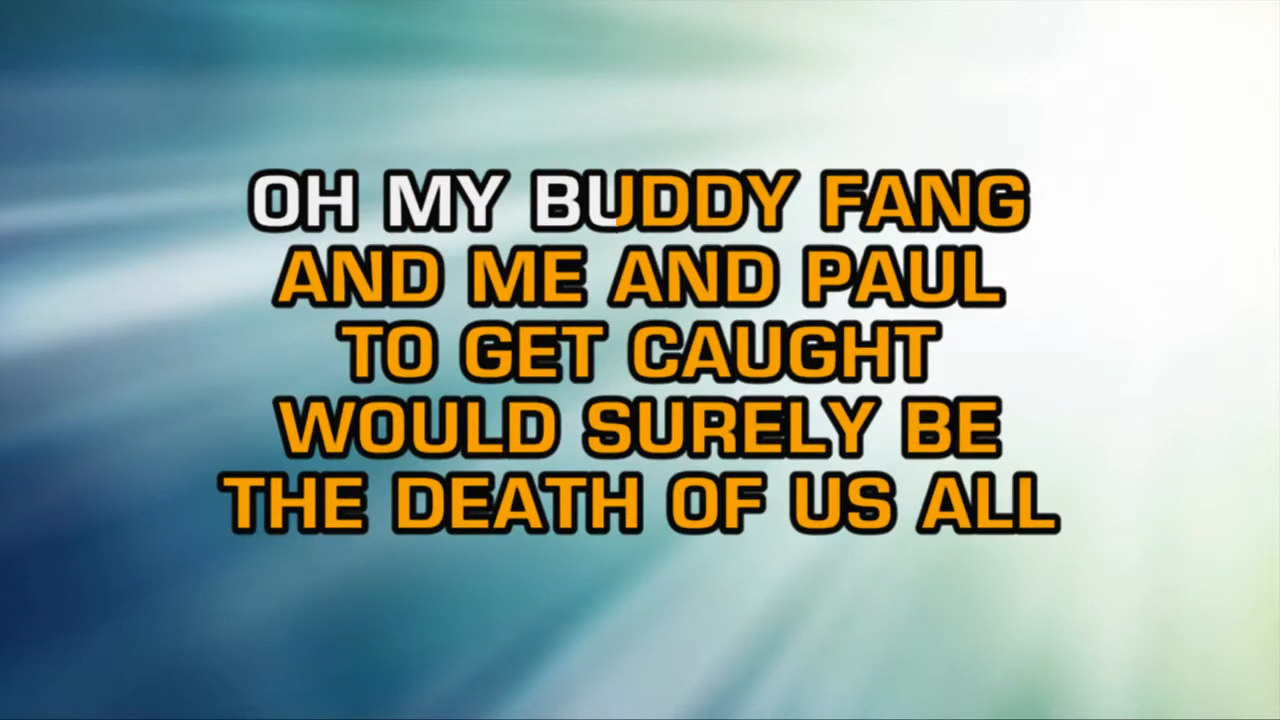 OH MY BUDDY FANG
AND ME AND PAUL
TO GET CAUGHT
WOULD SURELY BE
THE DEATH OF US ALL